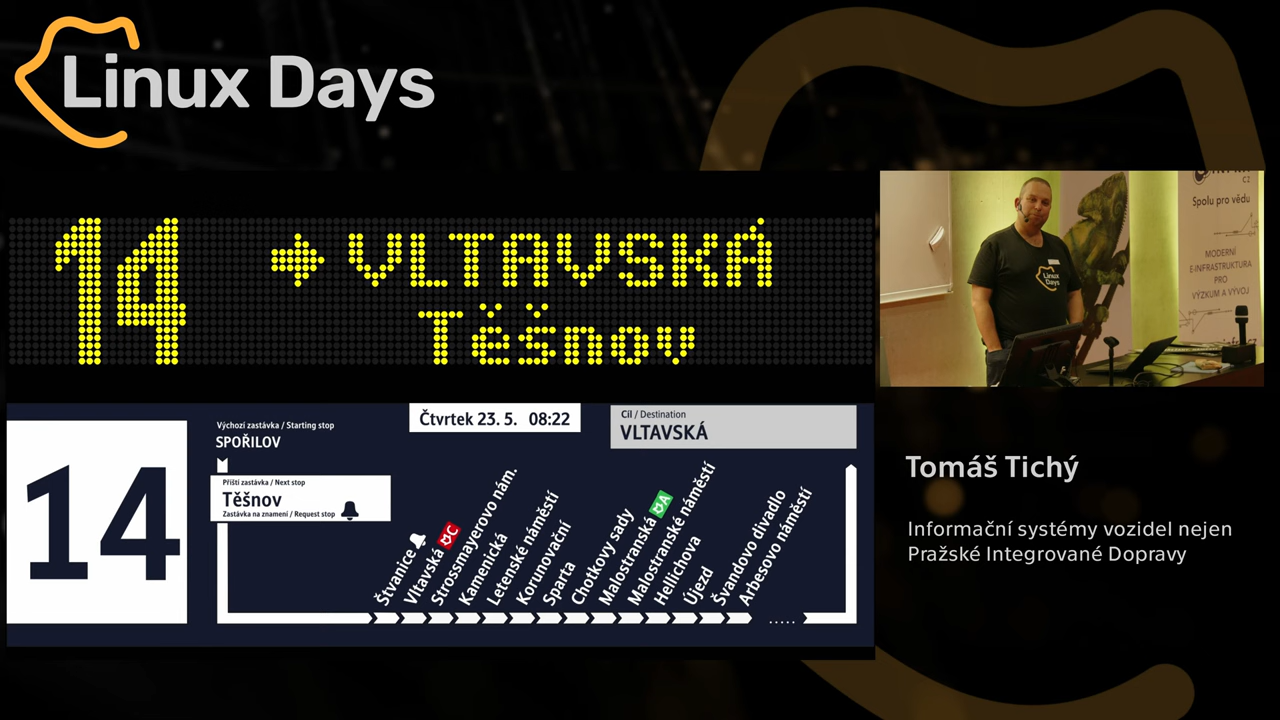 Linux Days
14 → VLTAVSKÁ
Těšnov
14
Výchozí zastávka / Starting stop
SPOŘILOV
Příští zastávka / Next stop
Těšnov
Zastávka na znamení / Request stop
Čtvrtek 23. 5. 08:22
Cíl / Destination
VLTAVSKÁ
Štvanice
Vltavská C
Strossmayerovo nám.
Kamenická
Letenské náměstí
Korunovační
Sparta
Chotkovy sady
Malostranská A
Malostranské náměstí
Hellichova
Újezd
Švandovo divadlo
Arbesovo náměstí
.....
CZ
Spolu pro vědu
MODERNÍ
E-INFRASTRUKTURA
PRO
VÝZKUM A VÝVOJ
Linux
Days
Tomáš Tichý
Informační systémy vozidel nejen
Pražské Integrované Dopravy